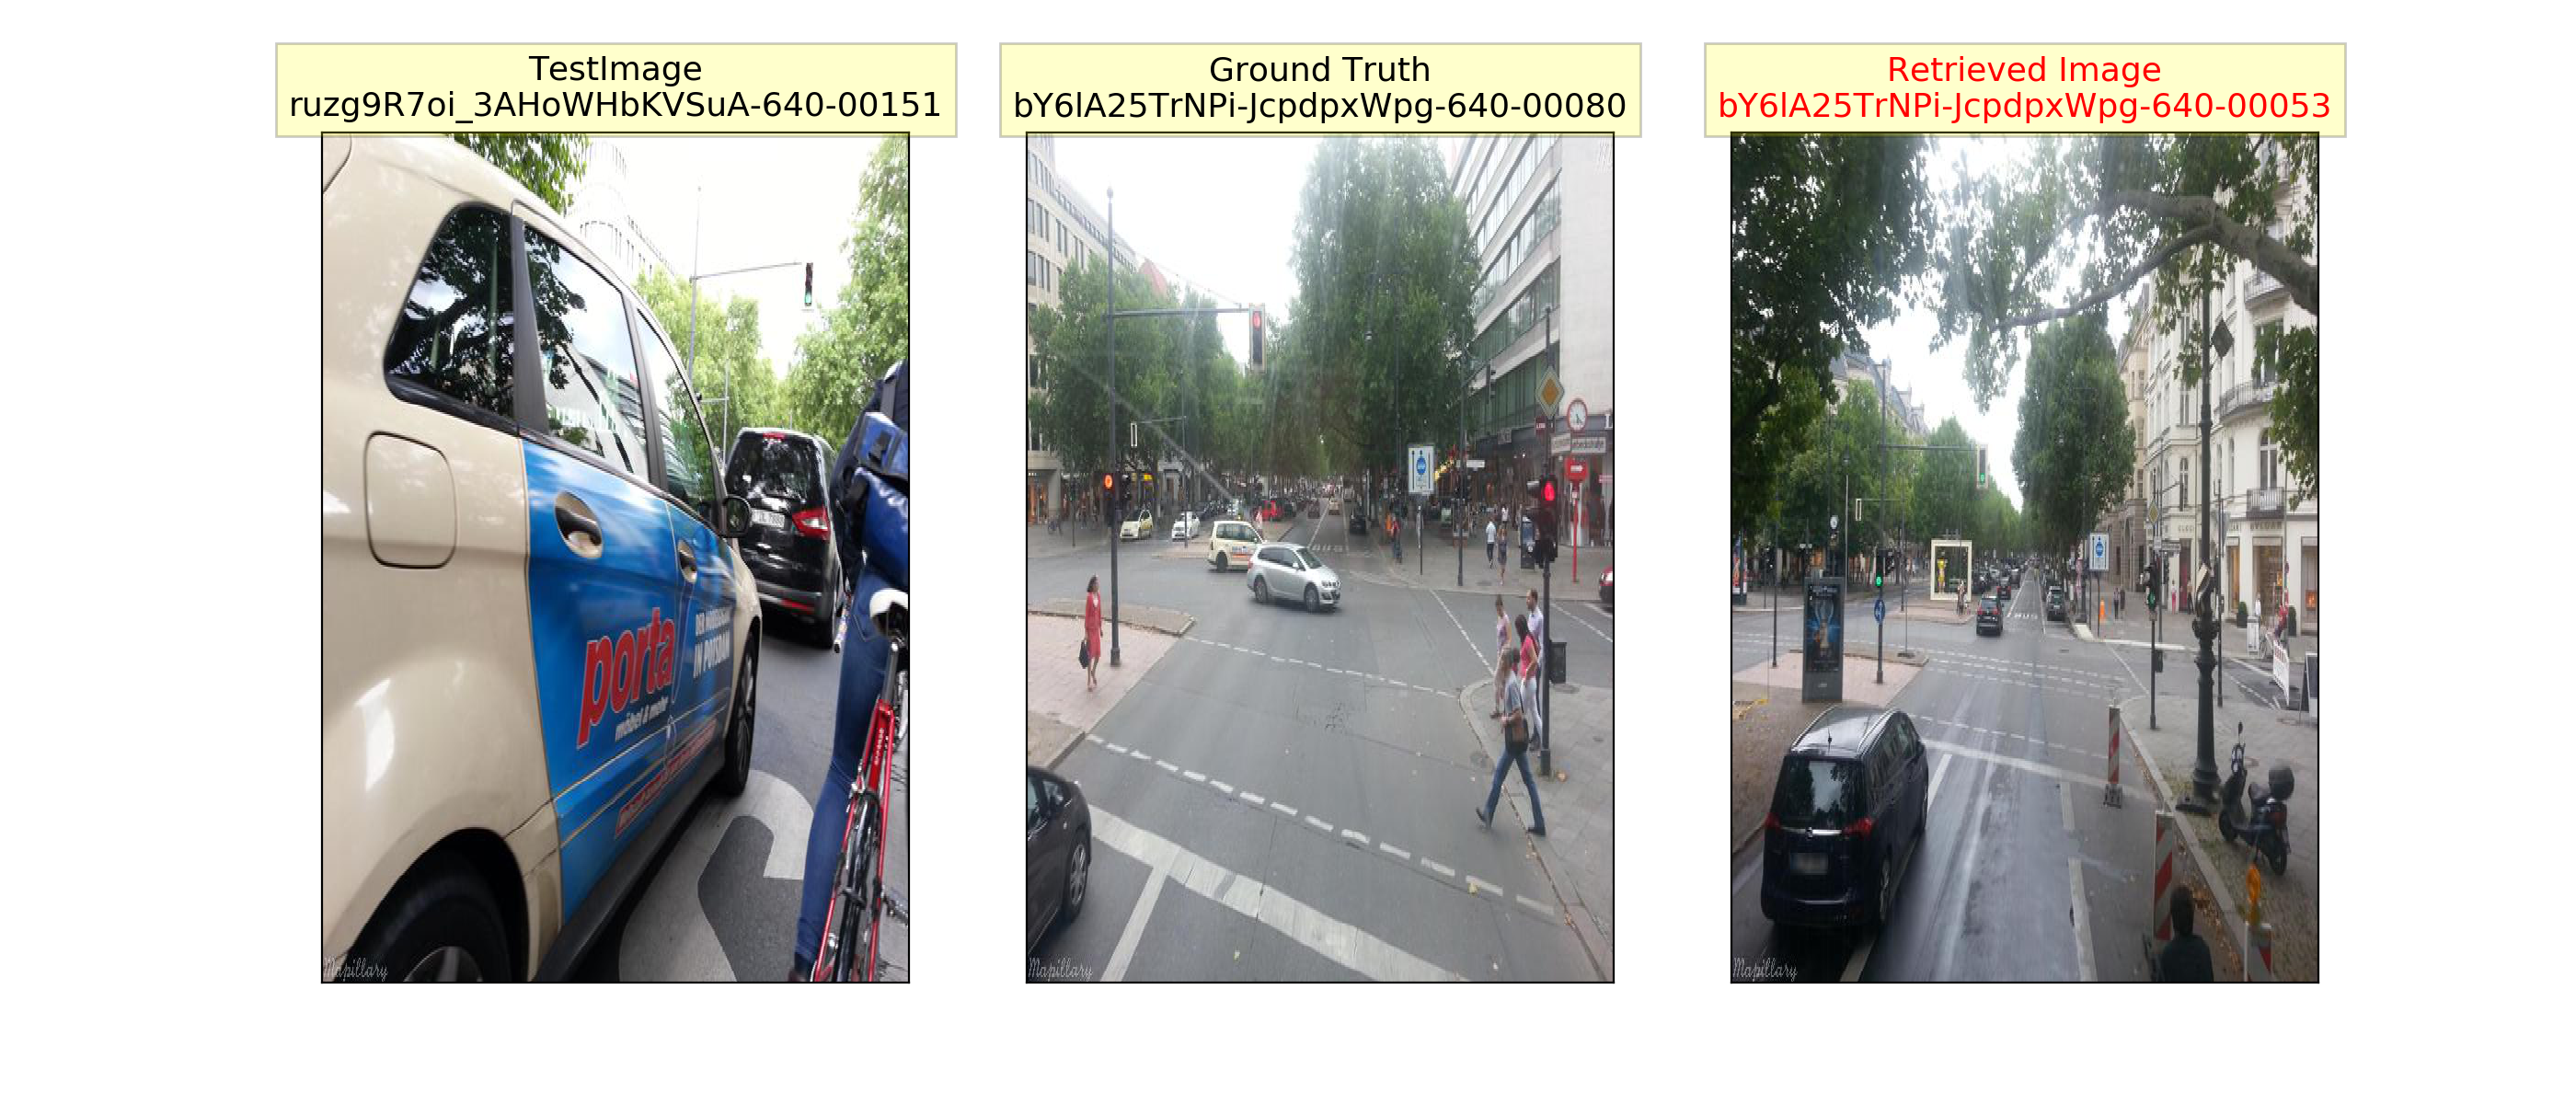 TestImage
ruzg9R7oi_3AHoWHbKVSuA-640-00151
Ground Truth
bY6lA25TrNPi-JcpdpxWpg-640-00080
Retrieved Image
bY6lA25TrNPi-JcpdpxWpg-640-00053
porta
möbel & mehr
IN POTSDAM
Mapillary
Mapillary
Mapillary